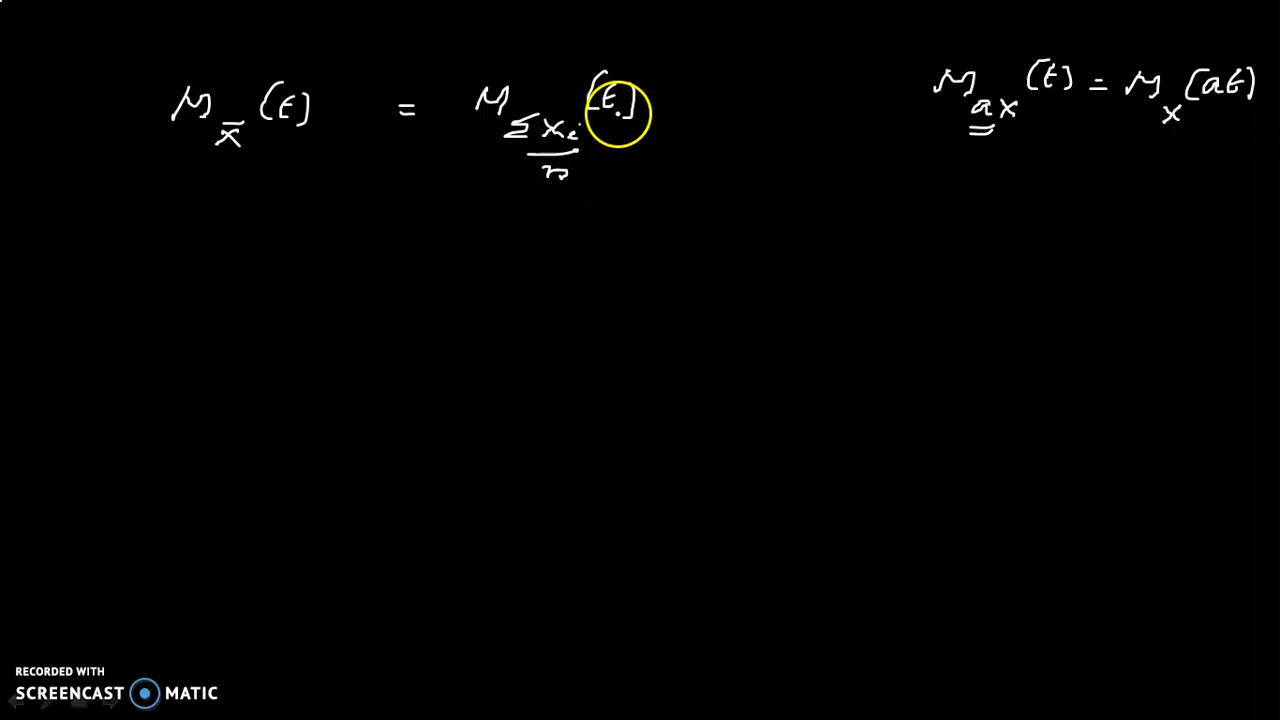 M_x̄ (t) = M_{Σxᵢ/n} (t)
M_ax (t) = M_x (at)
RECORDED WITH
SCREENCAST MATIC